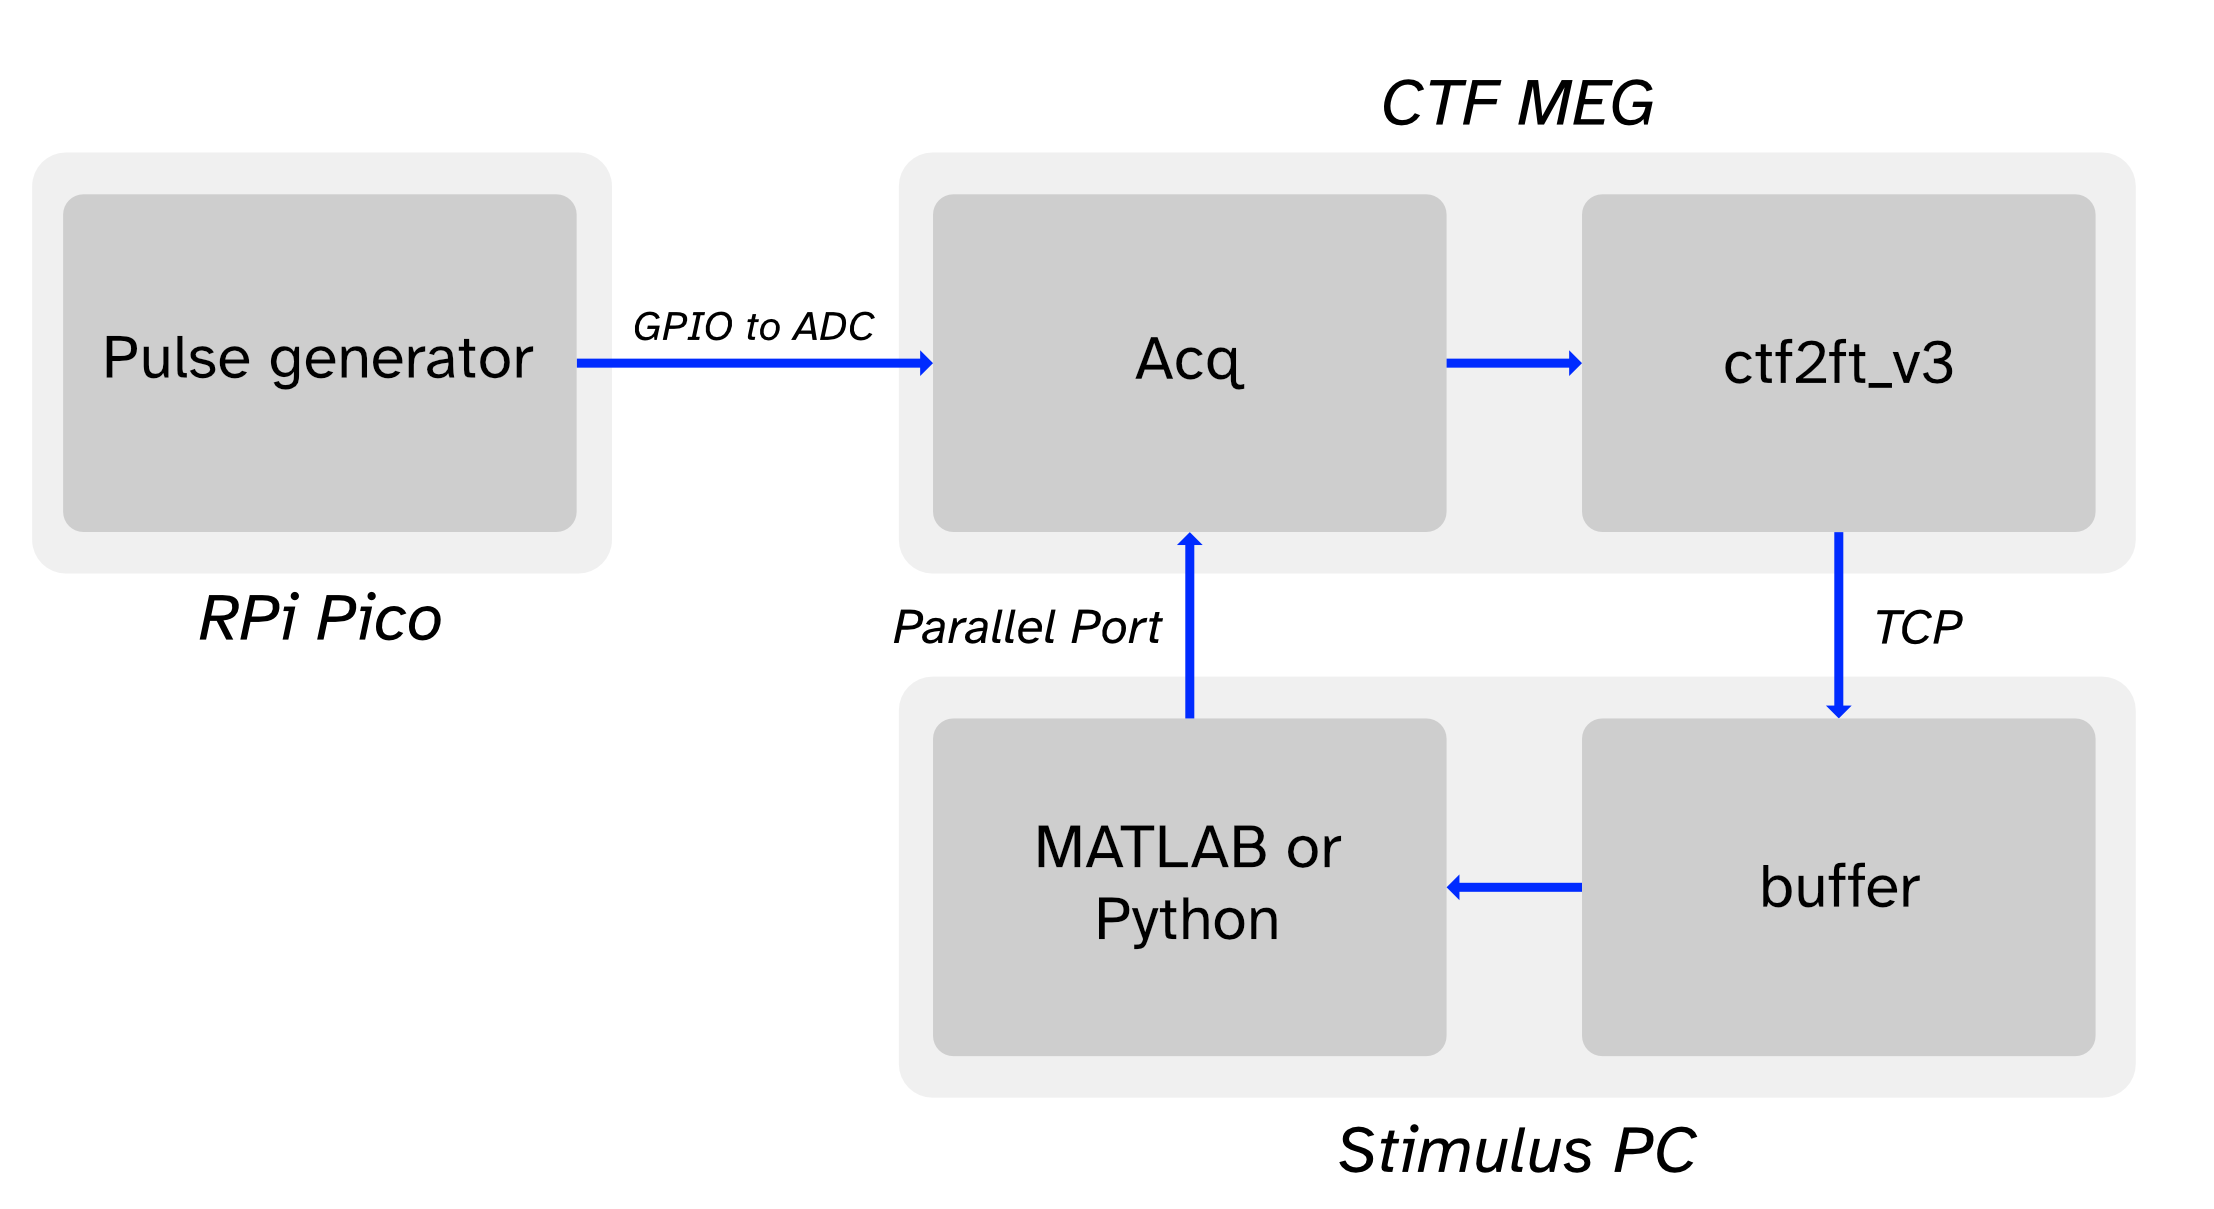 CTF MEG
Pulse generator
GPIO to ADC
Acq
ctf2ft_v3
RPi Pico
Parallel Port
TCP
MATLAB or
Python
buffer
Stimulus PC